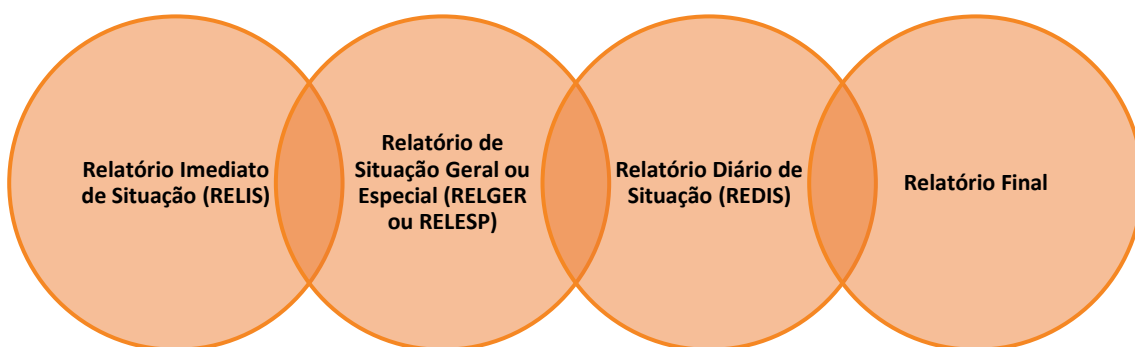 Relatório Imediato
de Situação (RELIS)
Relatório de
Situação Geral ou
Especial (RELGER
ou RELESP)
Relatório Diário de
Situação (REDIS)
Relatório Final